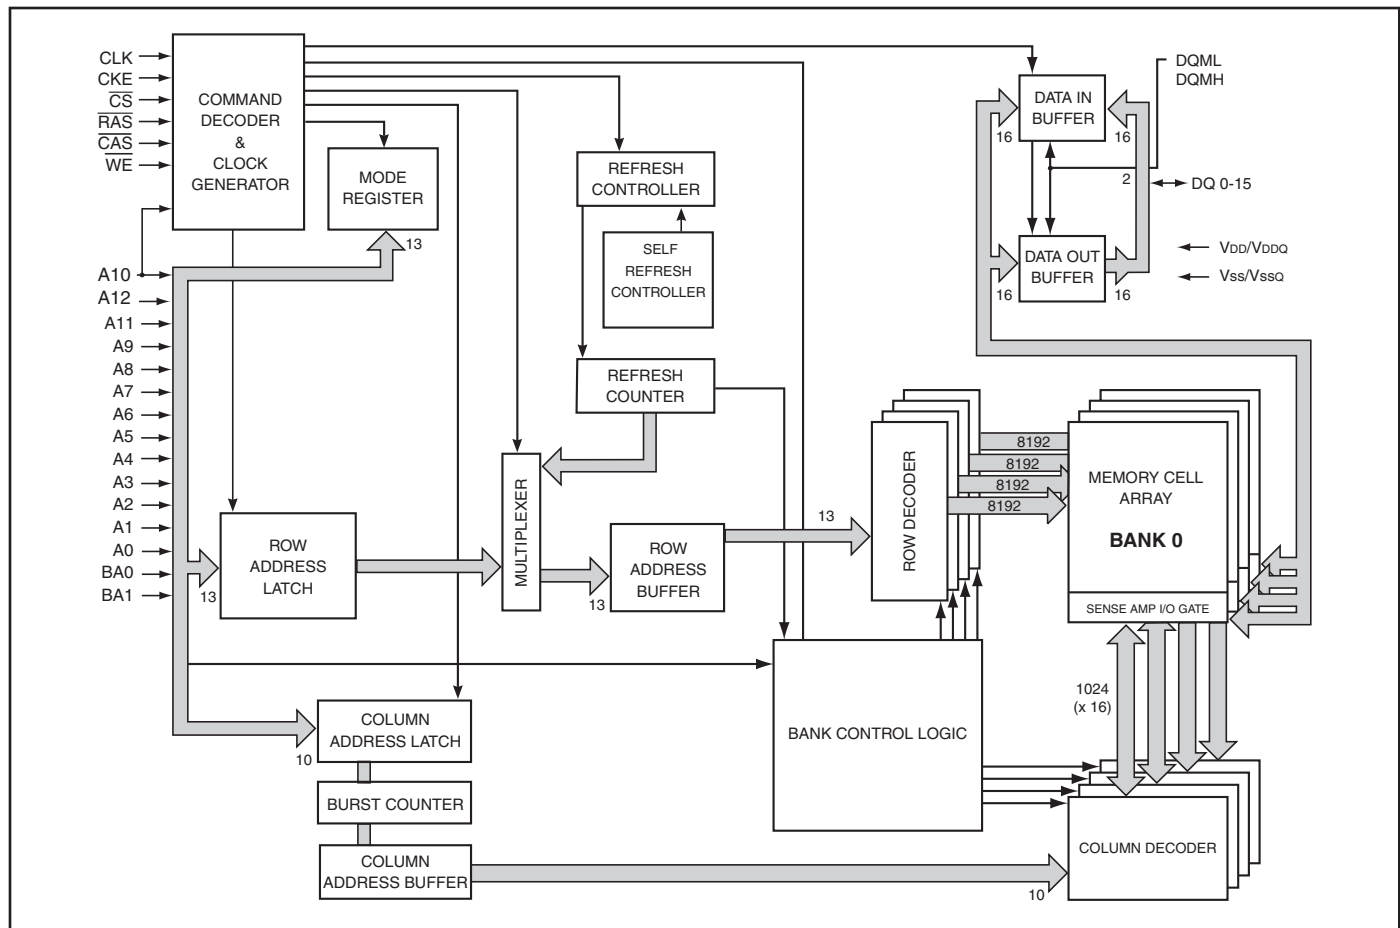 CLK
CKE
CS
RAS
CAS
WE
COMMAND
DECODER
&
CLOCK
GENERATOR
MODE
REGISTER
13
REFRESH
CONTROLLER
SELF
REFRESH
CONTROLLER
REFRESH
COUNTER
DQML
DQMH
DATA IN
BUFFER
16
16
2
DQ 0-15
DATA OUT
BUFFER
16
16
VDD/VDDQ
Vss/VssQ
A10
A12
A11
A9
A8
A7
A6
A5
A4
A3
A2
A1
A0
BA0
BA1
13
ROW
ADDRESS
LATCH
MULTIPLEXER
13
ROW
ADDRESS
BUFFER
13
ROW DECODER
8192
8192
8192
8192
MEMORY CELL
ARRAY
BANK 0
SENSE AMP I/O GATE
1024
(x 16)
BANK CONTROL LOGIC
10
COLUMN
ADDRESS LATCH
BURST COUNTER
COLUMN
ADDRESS BUFFER
10
COLUMN DECODER